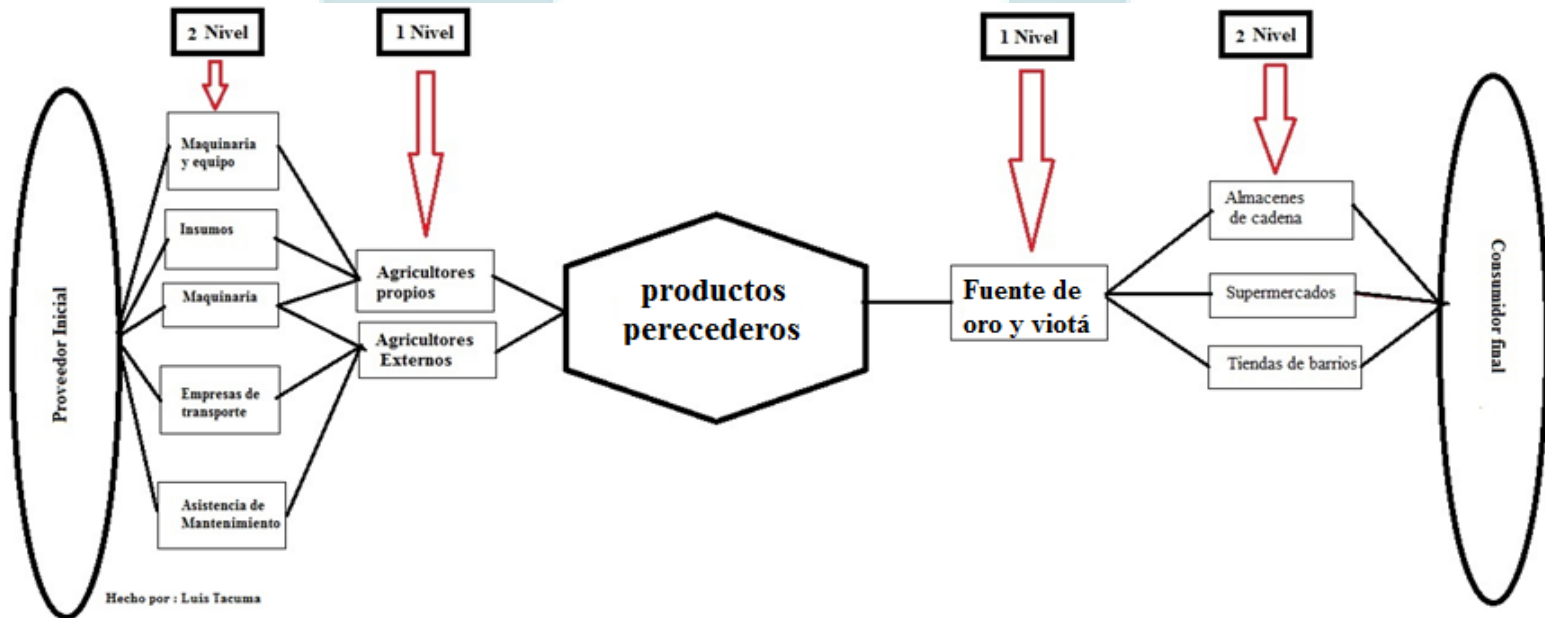 2 Nivel
1 Nivel
1 Nivel
2 Nivel
Proveedor Inicial
Maquinaria
y equipo
Insumos
Maquinaria
Empresas de
transporte
Asistencia de
Mantenimiento
Agricultores
propios
Agricultores
Externos
productos
perecederos
Fuente de
oro y viotá
Almacenes
de cadena
Supermercados
Tiendas de barrios
Consumidor final
Hecho por : Luis Tacuma